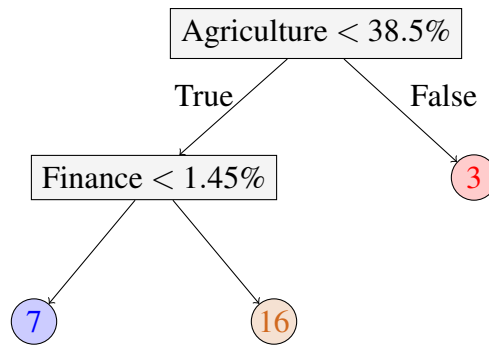 Agriculture < 38.5%
True
False
Finance < 1.45%
3
7
16